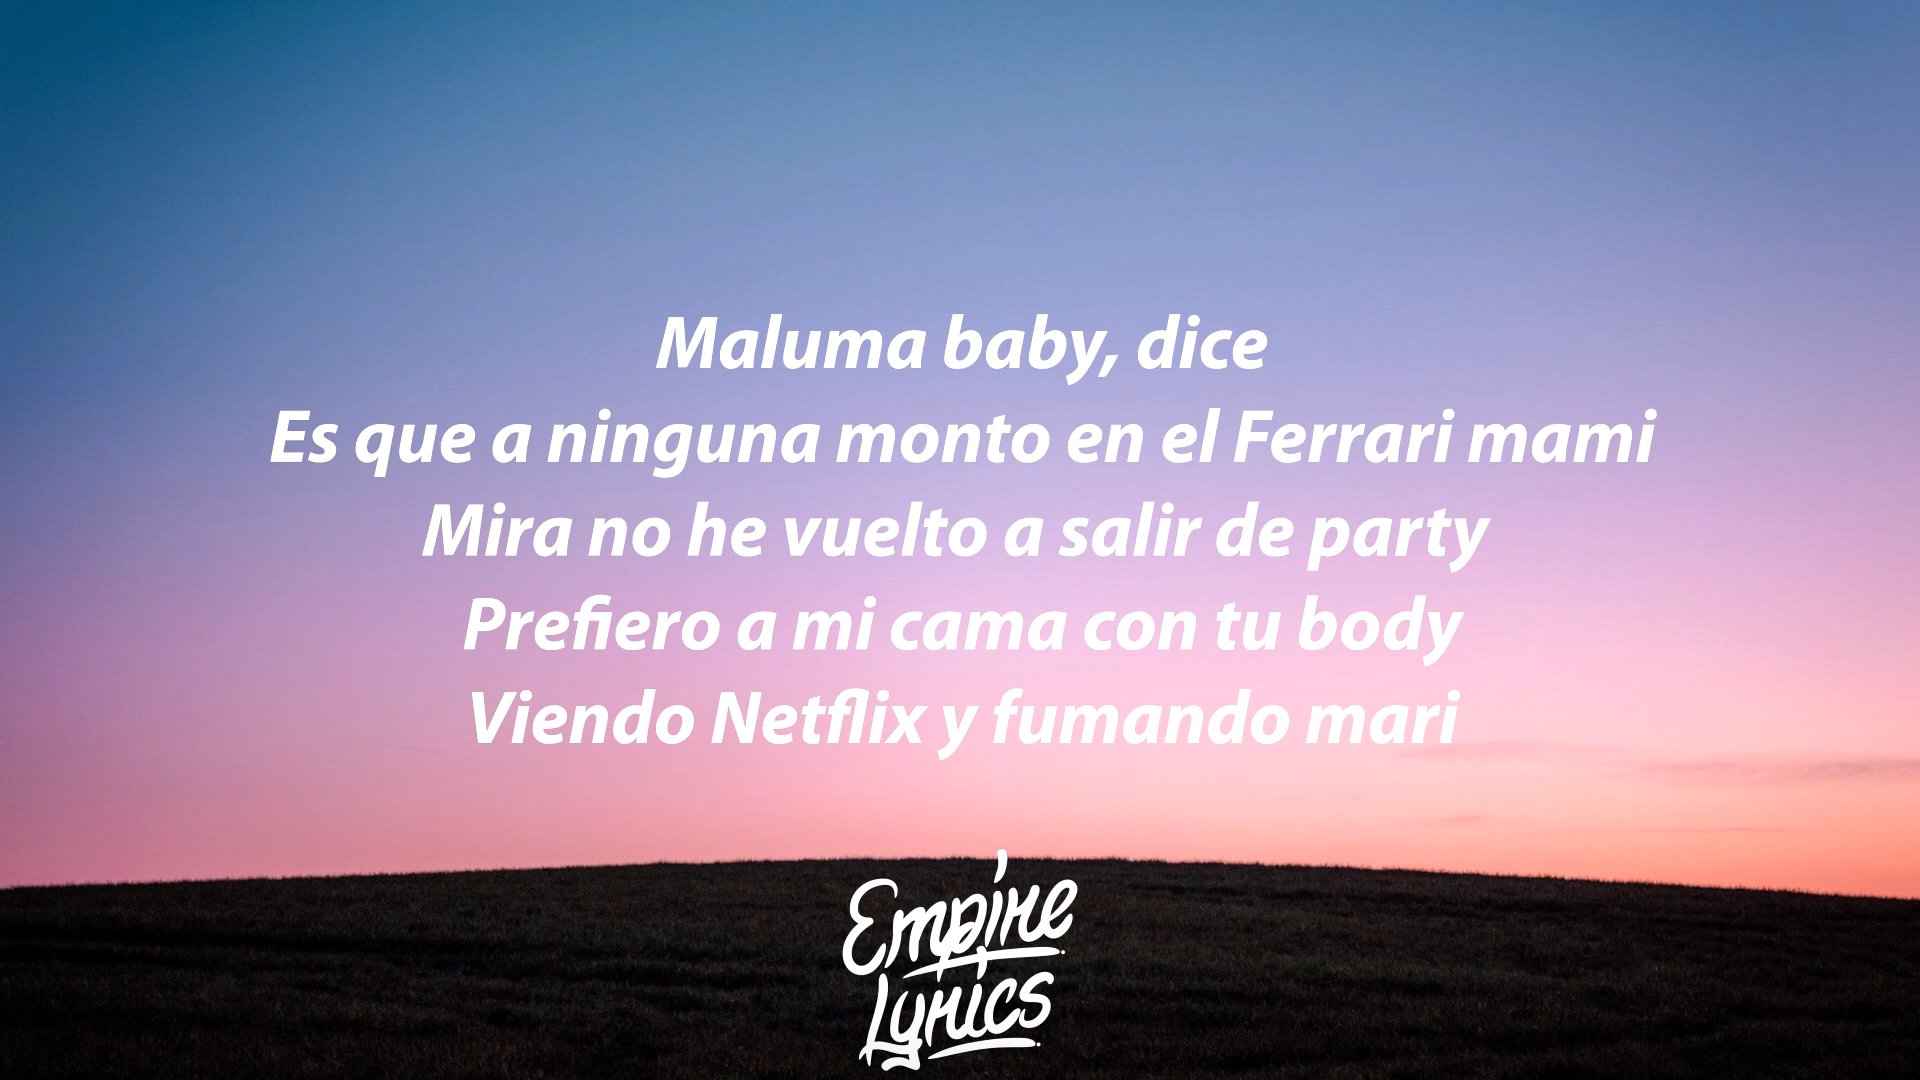 Maluma baby, dice
Es que a ninguna monto en el Ferrari mami
Mira no he vuelto a salir de party
Prefiero a mi cama con tu body
Viendo Netflix y fumando mari
Empire
Lyrics